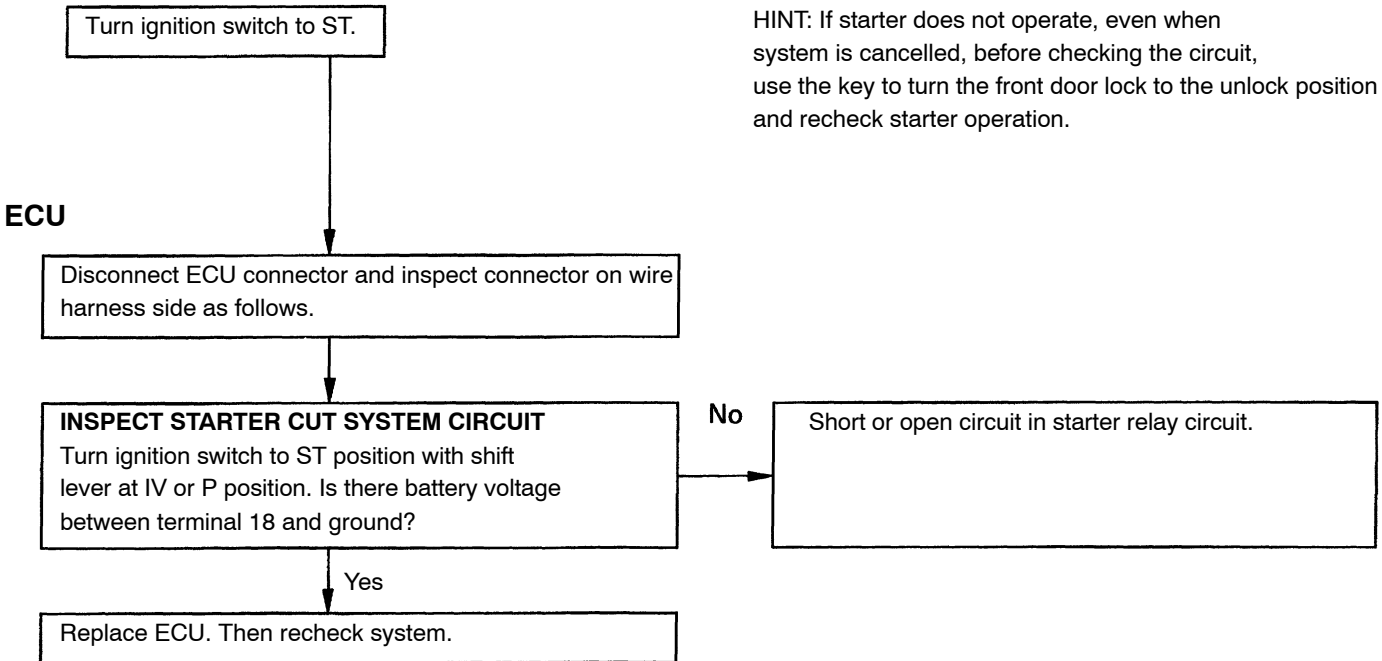 Turn ignition switch to ST.
HINT: If starter does not operate, even when
system is cancelled, before checking the circuit,
use the key to turn the front door lock to the unlock position
and recheck starter operation.
ECU
Disconnect ECU connector and inspect connector on wire
harness side as follows.
INSPECT STARTER CUT SYSTEM CIRCUIT
Turn ignition switch to ST position with shift
lever at IV or P position. Is there battery voltage
between terminal 18 and ground?
No
Short or open circuit in starter relay circuit.
Yes
Replace ECU. Then recheck system.